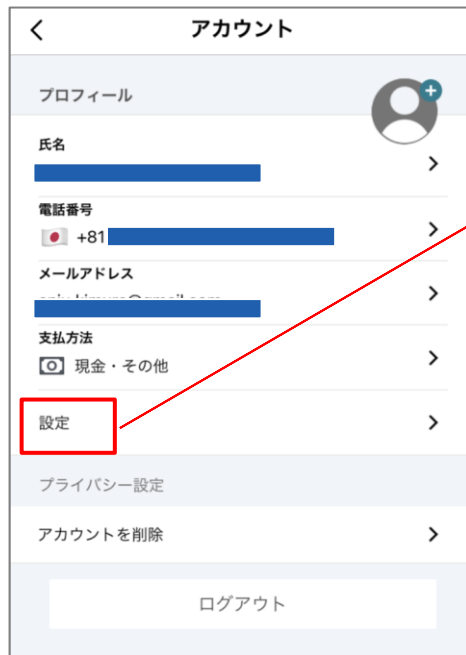 アカウント
プロフィール
氏名
電話番号
+81
メールアドレス
支払方法
現金・その他
設定
プライバシー設定
アカウントを削除
ログアウト